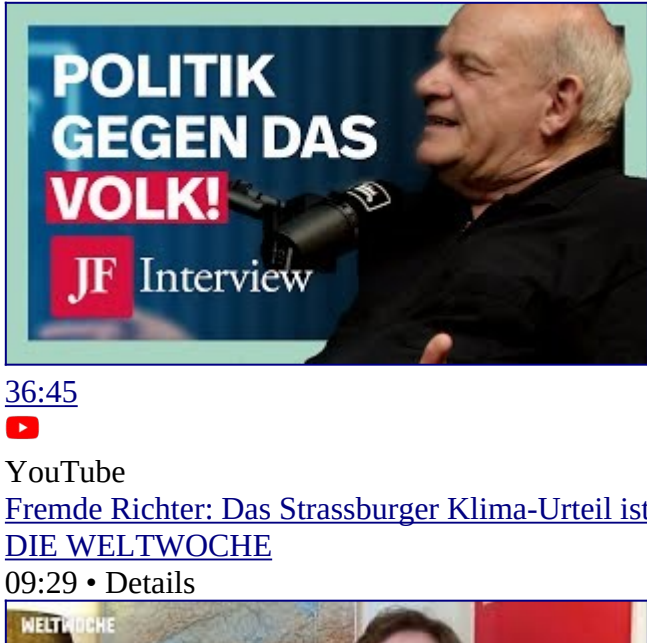 POLITIK
GEGEN DAS
VOLK!
JF Interview
36:45
YouTube
Fremde Richter: Das Strassburger Klima-Urteil ist
DIE WELTWOCHE
09:29 • Details
WELTWOCHE